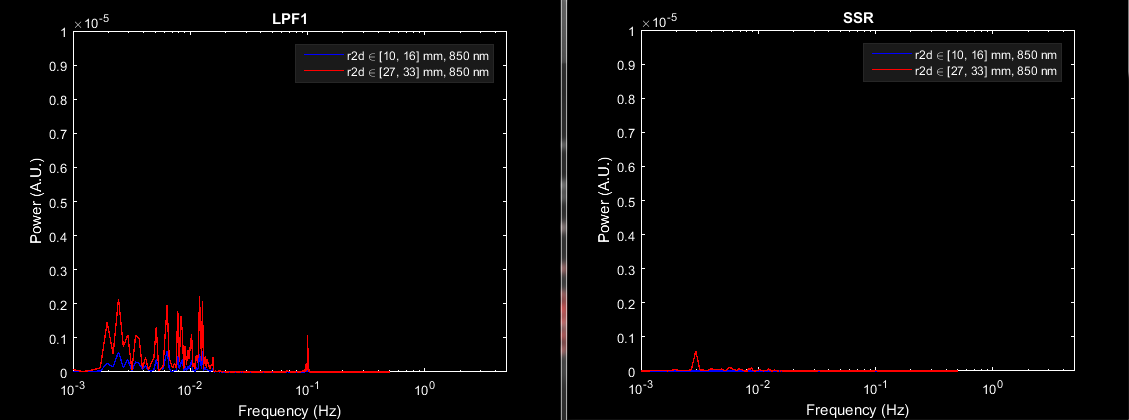 LPF1
×10⁻⁵
1
0.9
0.8
0.7
0.6
0.5
0.4
0.3
0.2
0.1
0
Power (A.U.)
r2d ∈ [10, 16] mm, 850 nm
r2d ∈ [27, 33] mm, 850 nm
10⁻³ 10⁻² 10⁻¹ 10⁰
Frequency (Hz)
SSR
×10⁻⁵
1
0.9
0.8
0.7
0.6
0.5
0.4
0.3
0.2
0.1
0
Power (A.U.)
r2d ∈ [10, 16] mm, 850 nm
r2d ∈ [27, 33] mm, 850 nm
10⁻³ 10⁻² 10⁻¹ 10⁰
Frequency (Hz)